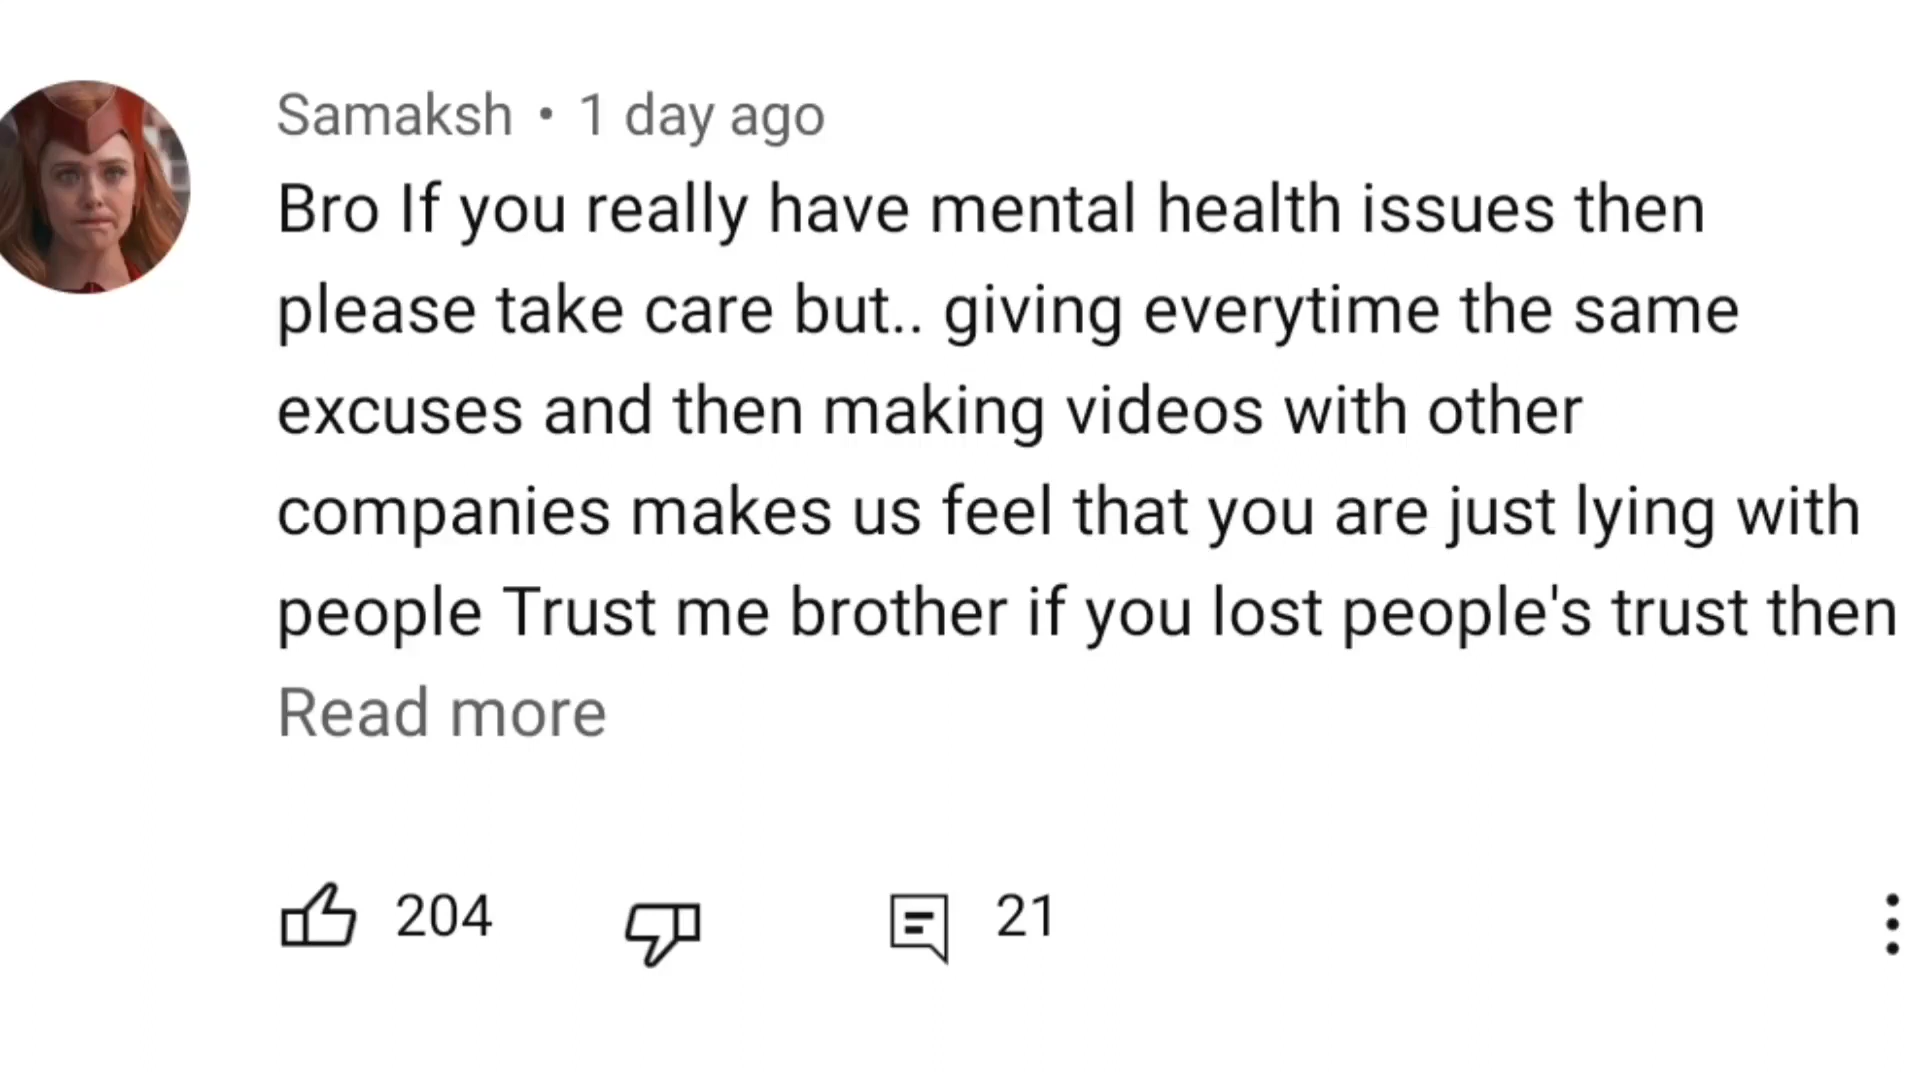 Samaksh • 1 day ago
Bro If you really have mental health issues then
please take care but.. giving everytime the same
excuses and then making videos with other
companies makes us feel that you are just lying with
people Trust me brother if you lost people's trust then
Read more
204 21